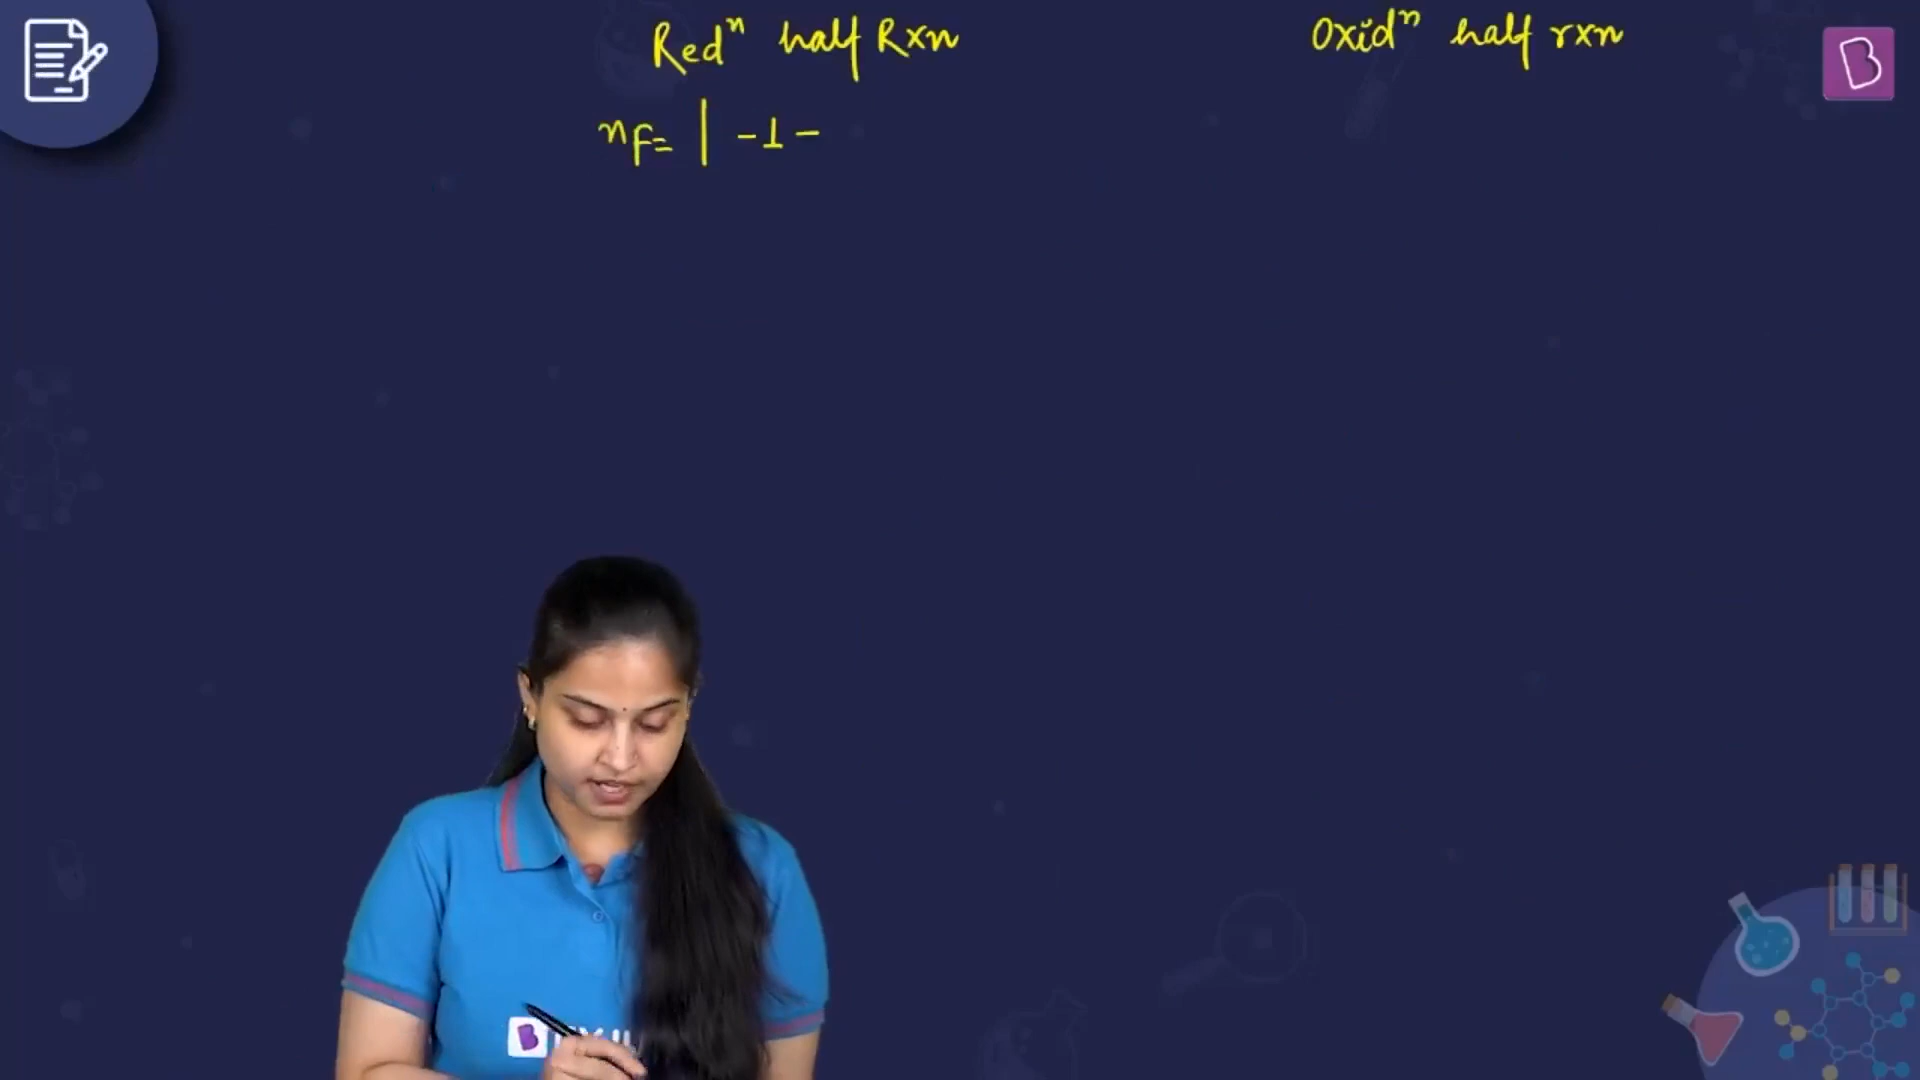 Redⁿ half Rxn
Oxidⁿ half rxn
nF= | -1 -
B
B